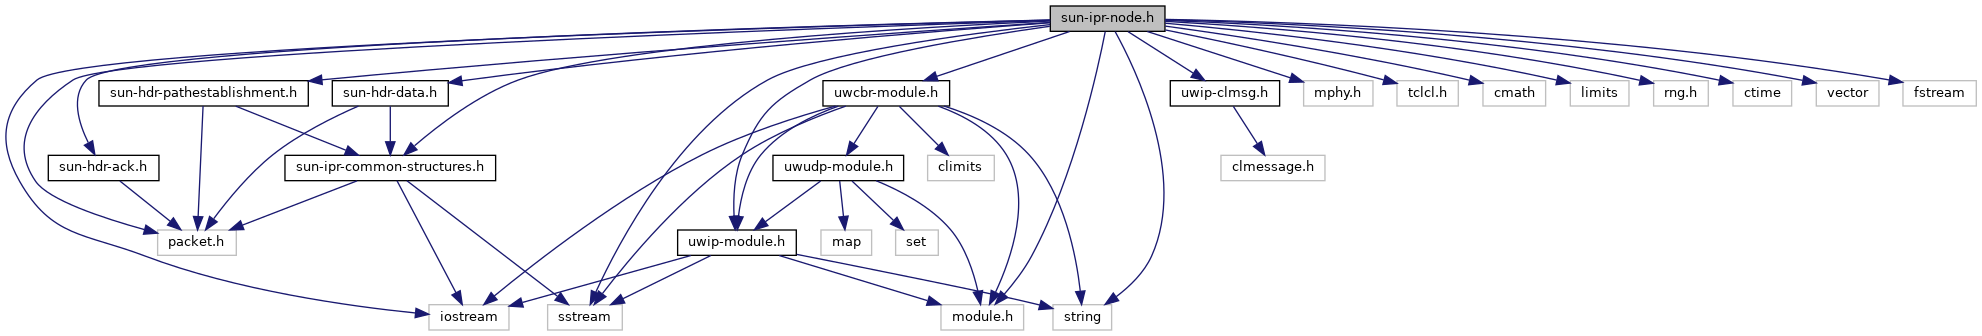 sun-ipr-node.h
sun-hdr-pathestablishment.h
sun-hdr-data.h
uwcbr-module.h
uwip-clmsg.h
mphy.h
tclcl.h
cmath
limits
rng.h
ctime
vector
fstream
sun-hdr-ack.h
sun-ipr-common-structures.h
uwudp-module.h
climits
clmessage.h
packet.h
uwip-module.h
map
set
iostream
sstream
module.h
string